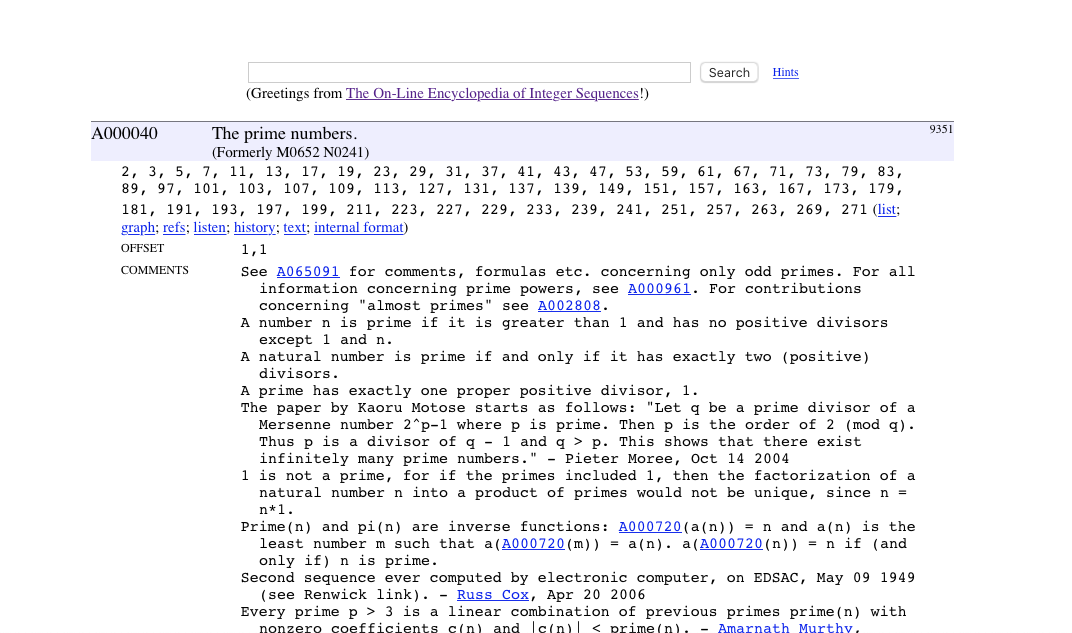 Search Hints
(Greetings from The On-Line Encyclopedia of Integer Sequences!)
A000040 The prime numbers. 9351
(Formerly M0652 N0241)
2, 3, 5, 7, 11, 13, 17, 19, 23, 29, 31, 37, 41, 43, 47, 53, 59, 61, 67, 71, 73, 79, 83,
89, 97, 101, 103, 107, 109, 113, 127, 131, 137, 139, 149, 151, 157, 163, 167, 173, 179,
181, 191, 193, 197, 199, 211, 223, 227, 229, 233, 239, 241, 251, 257, 263, 269, 271 (list;
graph; refs; listen; history; text; internal format)
OFFSET 1,1
COMMENTS See A065091 for comments, formulas etc. concerning only odd primes. For all
information concerning prime powers, see A000961. For contributions
concerning "almost primes" see A002808.
A number n is prime if it is greater than 1 and has no positive divisors
except 1 and n.
A natural number is prime if and only if it has exactly two (positive)
divisors.
A prime has exactly one proper positive divisor, 1.
The paper by Kaoru Motose starts as follows: "Let q be a prime divisor of a
Mersenne number 2^p-1 where p is prime. Then p is the order of 2 (mod q).
Thus p is a divisor of q - 1 and q > p. This shows that there exist
infinitely many prime numbers." - Pieter Moree, Oct 14 2004
1 is not a prime, for if the primes included 1, then the factorization of a
natural number n into a product of primes would not be unique, since n =
n*1.
Prime(n) and pi(n) are inverse functions: A000720(a(n)) = n and a(n) is the
least number m such that a(A000720(m)) = a(n). a(A000720(n)) = n if (and
only if) n is prime.
Second sequence ever computed by electronic computer, on EDSAC, May 09 1949
(see Renwick link). - Russ Cox, Apr 20 2006
Every prime p > 3 is a linear combination of previous primes prime(n) with
nonzero coefficients c(n) and |c(n)| < prime(n). - Amarnath Murthy,